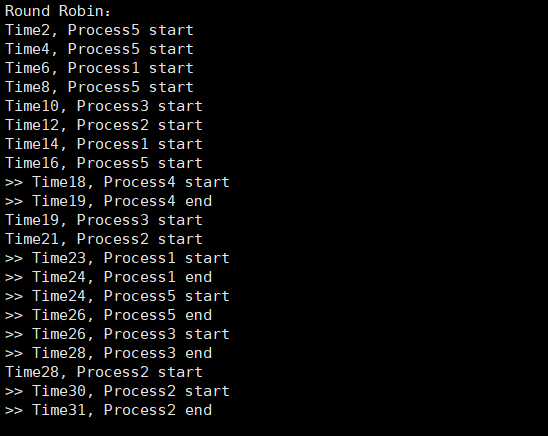 Round Robin：
Time2, Process5 start
Time4, Process5 start
Time6, Process1 start
Time8, Process5 start
Time10, Process3 start
Time12, Process2 start
Time14, Process1 start
Time16, Process5 start
>> Time18, Process4 start
>> Time19, Process4 end
Time19, Process3 start
Time21, Process2 start
>> Time23, Process1 start
>> Time24, Process1 end
>> Time24, Process5 start
>> Time26, Process5 end
>> Time26, Process3 start
>> Time28, Process3 end
Time28, Process2 start
>> Time30, Process2 start
>> Time31, Process2 end